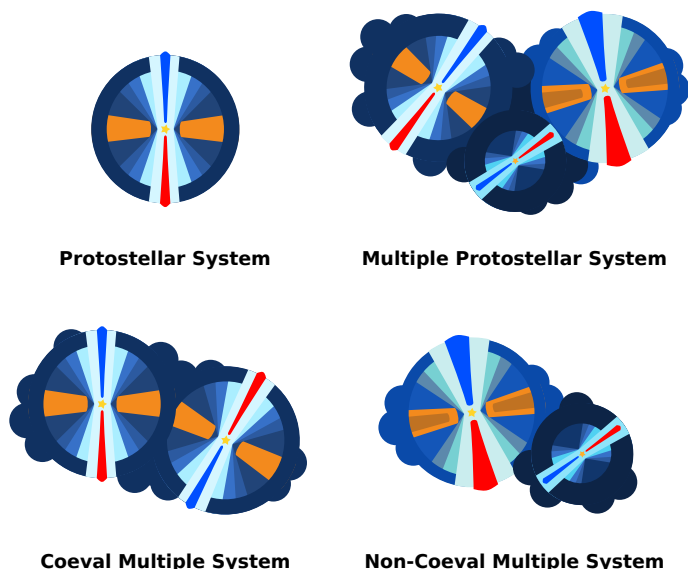 Protostellar System
Multiple Protostellar System
Coeval Multiple System
Non-Coeval Multiple System